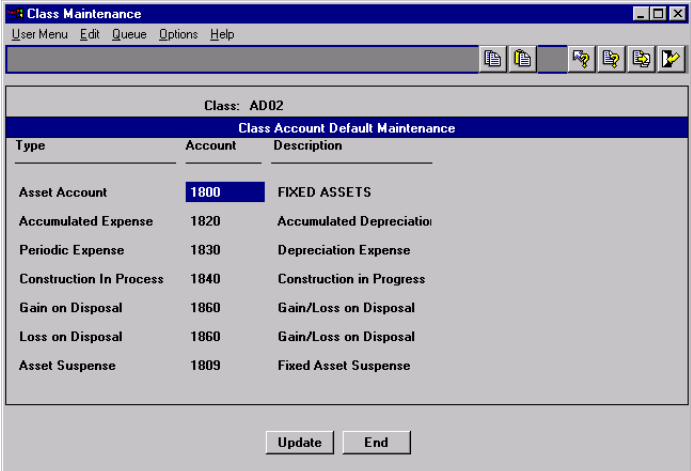 Class Maintenance
User Menu Edit Queue Options Help
Class: AD02
Class Account Default Maintenance
Type Account Description
Asset Account 1800 FIXED ASSETS
Accumulated Expense 1820 Accumulated Depreciation
Periodic Expense 1830 Depreciation Expense
Construction In Process 1840 Construction in Progress
Gain on Disposal 1860 Gain/Loss on Disposal
Loss on Disposal 1860 Gain/Loss on Disposal
Asset Suspense 1809 Fixed Asset Suspense
Update End